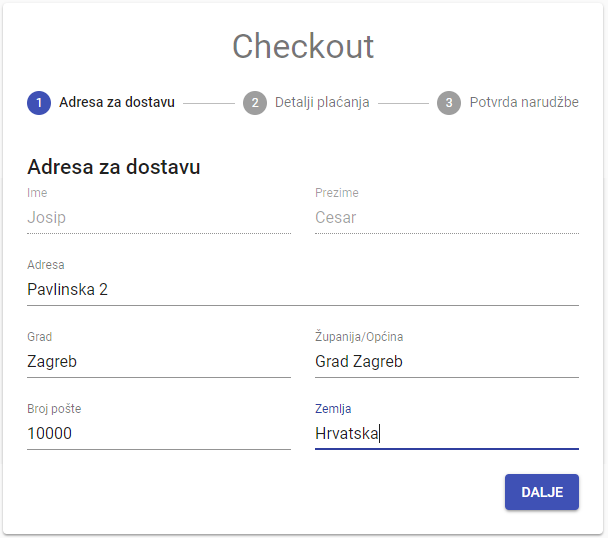 Checkout
1 Adresa za dostavu 2 Detalji plaćanja 3 Potvrda narudžbe
Adresa za dostavu
Ime Prezime
Josip Cesar
Adresa
Pavlinska 2
Grad Županija/Općina
Zagreb Grad Zagreb
Broj pošte Zemlja
10000 Hrvatska
DALJE